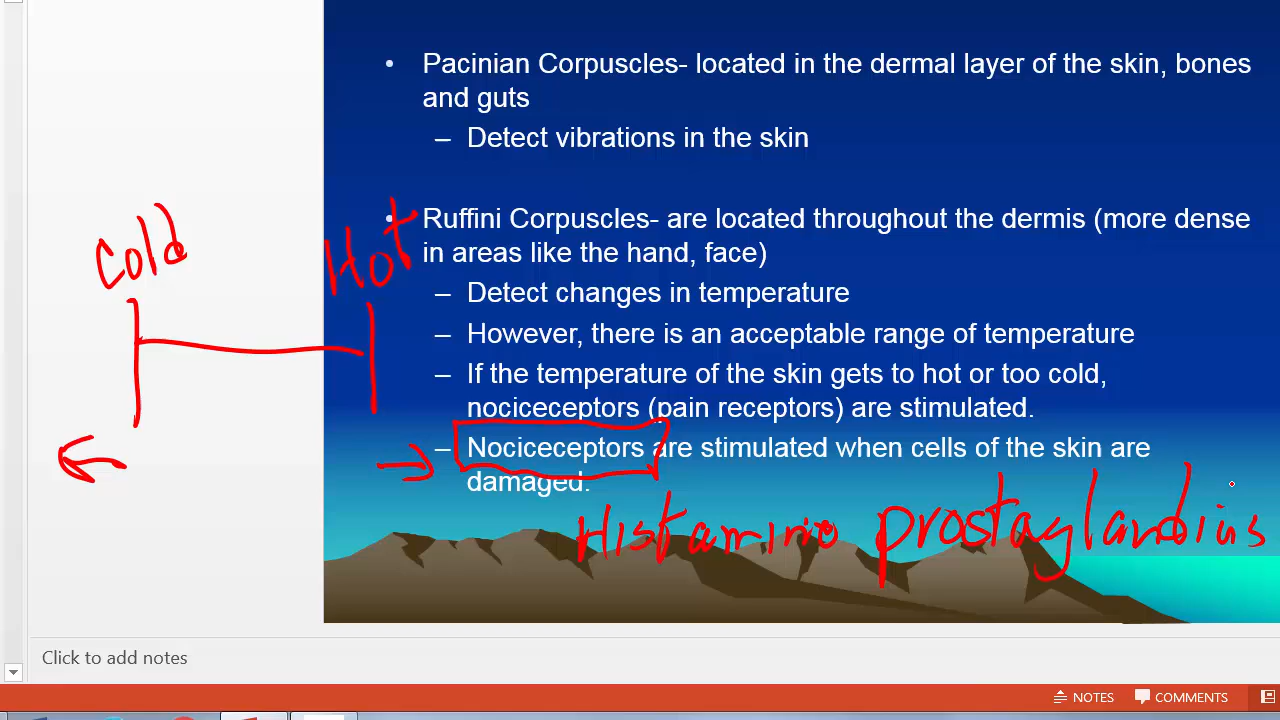 • Pacinian Corpuscles- located in the dermal layer of the skin, bones
and guts
– Detect vibrations in the skin
Cold
Hot
• Ruffini Corpuscles- are located throughout the dermis (more dense
in areas like the hand, face)
– Detect changes in temperature
– However, there is an acceptable range of temperature
– If the temperature of the skin gets to hot or too cold,
nociceceptors (pain receptors) are stimulated.
– Nociceceptors are stimulated when cells of the skin are
damaged.
Histamine prostaglandins
Click to add notes
NOTES COMMENTS